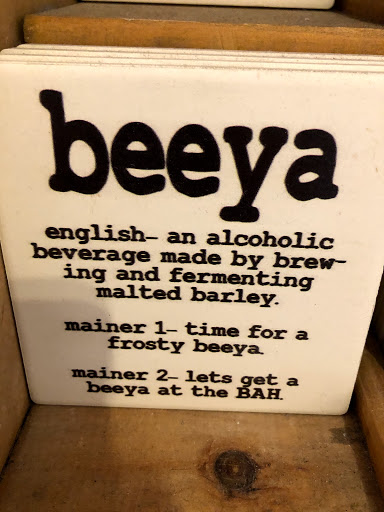 beeya
english- an alcoholic
beverage made by brew-
ing and fermenting
malted barley.
mainer 1- time for a
frosty beeya.
mainer 2- lets get a
beeya at the BAH.